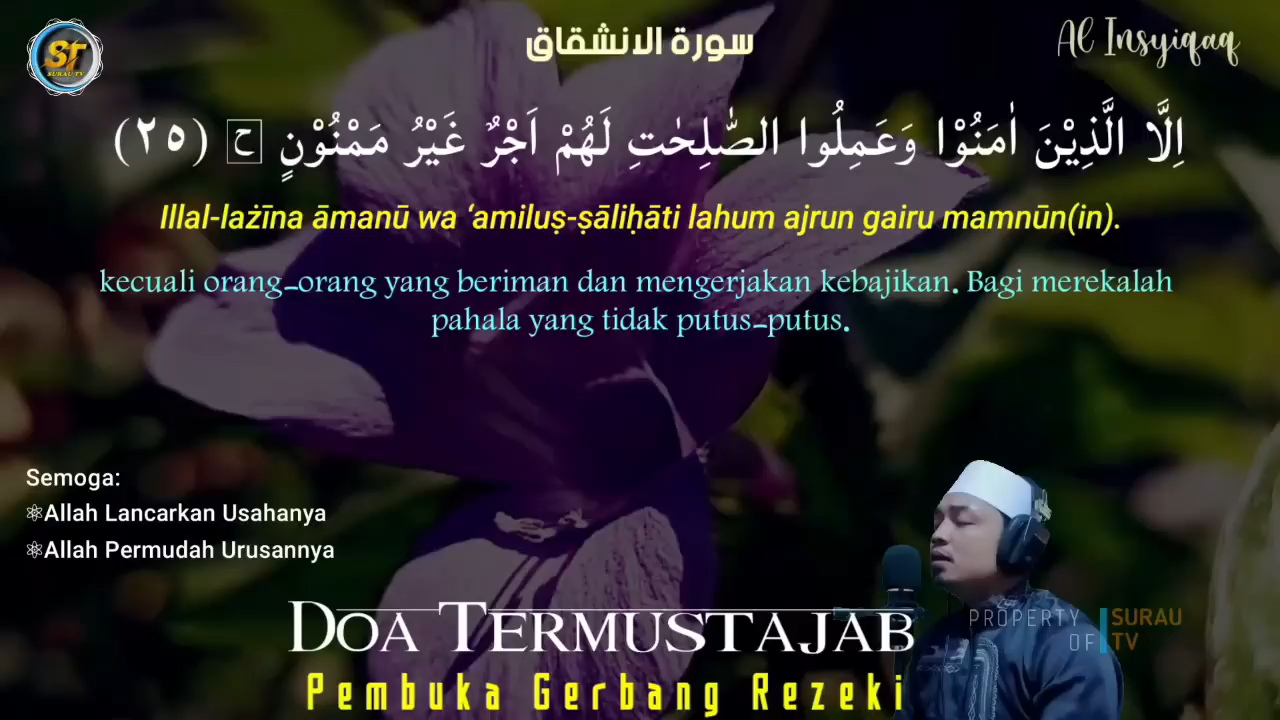 ST
SURAU TV
سورة الانشقاق
Al Insyiqaq
اِلَّا الَّذِيْنَ اٰمَنُوْا وَعَمِلُوا الصّٰلِحٰتِ لَهُمْ اَجْرٌ غَيْرُ مَمْنُوْنٍ ࣖ (٢٥)
Illal-lażīna āmanū wa ‘amiluṣ-ṣāliḥāti lahum ajrun gairu mamnūn(in).
kecuali orang-orang yang beriman dan mengerjakan kebajikan. Bagi merekalah
pahala yang tidak putus-putus.
Semoga:
⚛Allah Lancarkan Usahanya
⚛Allah Permudah Urusannya
DOA TERMUSTAJAB
Pembuka Gerbang Rezeki
PROPERTY OF
SURAU TV